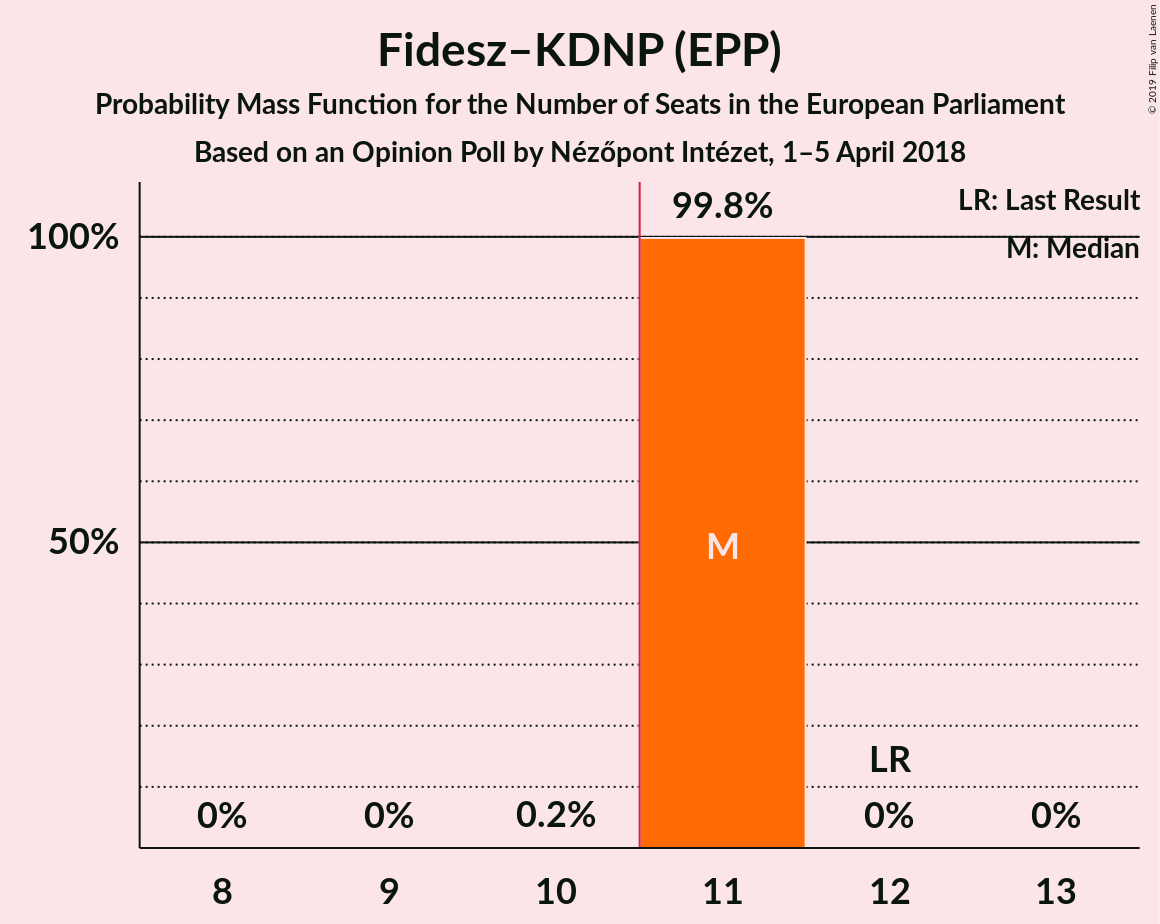 Fidesz–KDNP (EPP)
Probability Mass Function for the Number of Seats in the European Parliament
Based on an Opinion Poll by Nézőpont Intézet, 1–5 April 2018
© 2019 Filip van Laenen
LR: Last Result
M: Median
99.8%
100%
50%
M
LR
0%
0%
0.2%
0%
0%
8
9
10
11
12
13